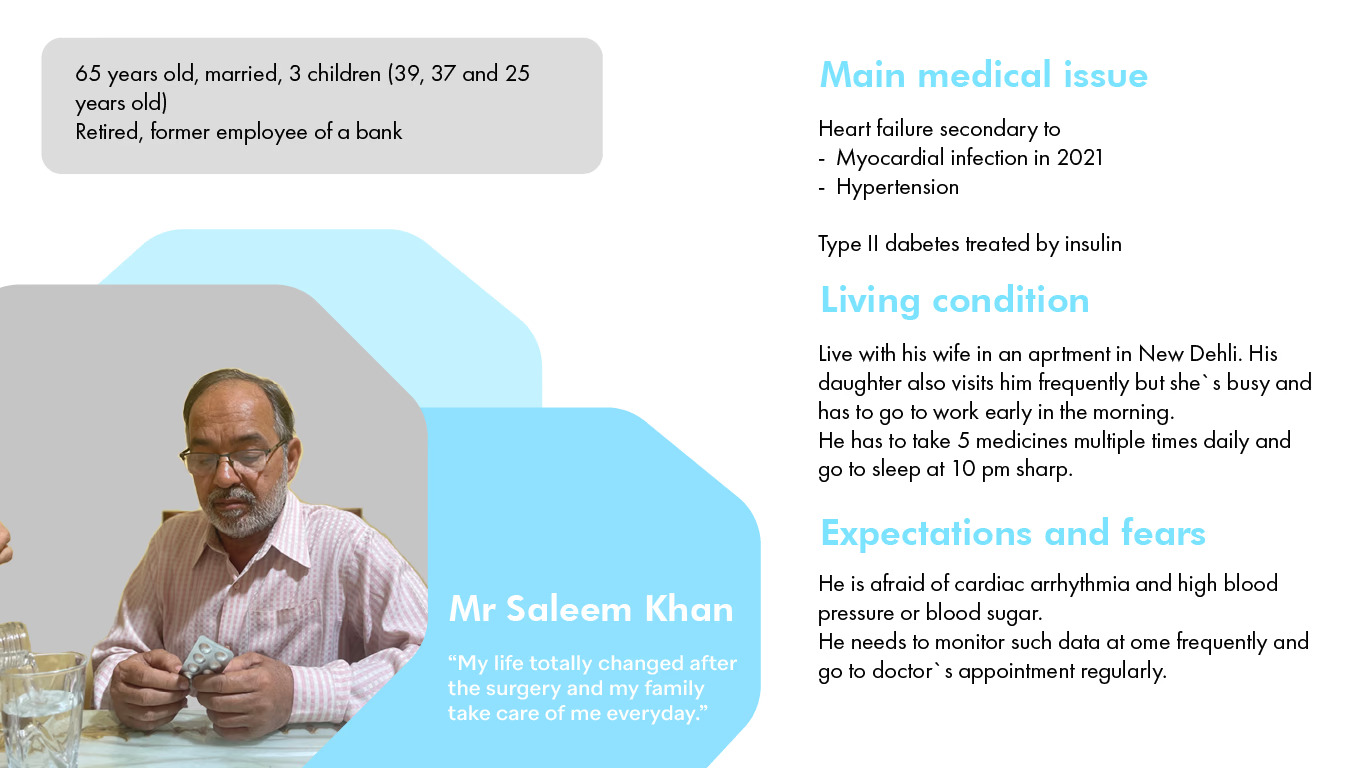 65 years old, married, 3 children (39, 37 and 25
years old)
Retired, former employee of a bank
Mr Saleem Khan
“My life totally changed after
the surgery and my family
take care of me everyday.”
Main medical issue
Heart failure secondary to
- Myocardial infection in 2021
- Hypertension
Type II dabetes treated by insulin
Living condition
Live with his wife in an aprtment in New Dehli. His
daughter also visits him frequently but she`s busy and
has to go to work early in the morning.
He has to take 5 medicines multiple times daily and
go to sleep at 10 pm sharp.
Expectations and fears
He is afraid of cardiac arrhythmia and high blood
pressure or blood sugar.
He needs to monitor such data at ome frequently and
go to doctor`s appointment regularly.